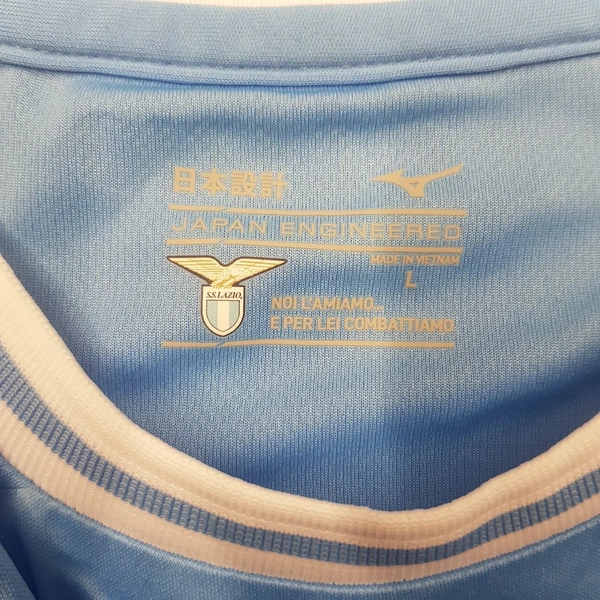 日本設計
JAPAN ENGINEERED
MADE IN VIETNAM
L
S.S.LAZIO
NOI L'AMIAMO...
E PER LEI COMBATTIAMO